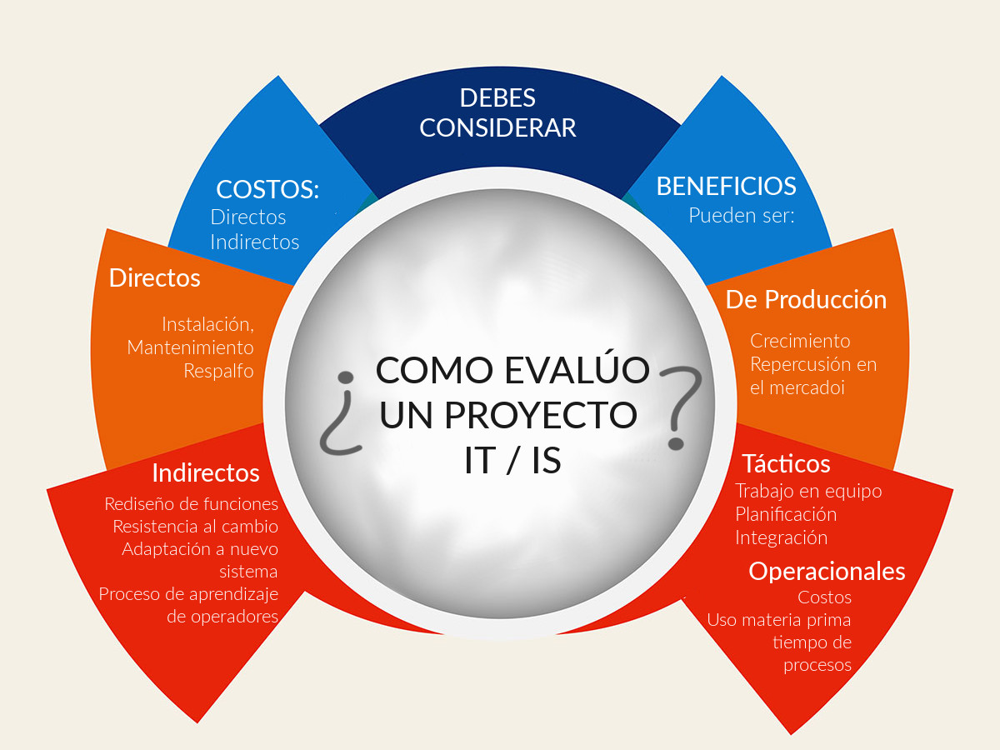 DEBES
CONSIDERAR
COSTOS:
Directos
Indirectos
BENEFICIOS
Pueden ser:
Directos
Instalación,
Mantenimiento
Respalfo
De Producción
Crecimiento
Repercusión en
el mercadoi
¿ COMO EVALÚO ?
UN PROYECTO
IT / IS
Indirectos
Rediseño de funciones
Resistencia al cambio
Adaptación a nuevo
sistema
Proceso de aprendizaje
de operadores
Tácticos
Trabajo en equipo
Planificación
Integración
Operacionales
Costos
Uso materia prima
tiempo de
procesos